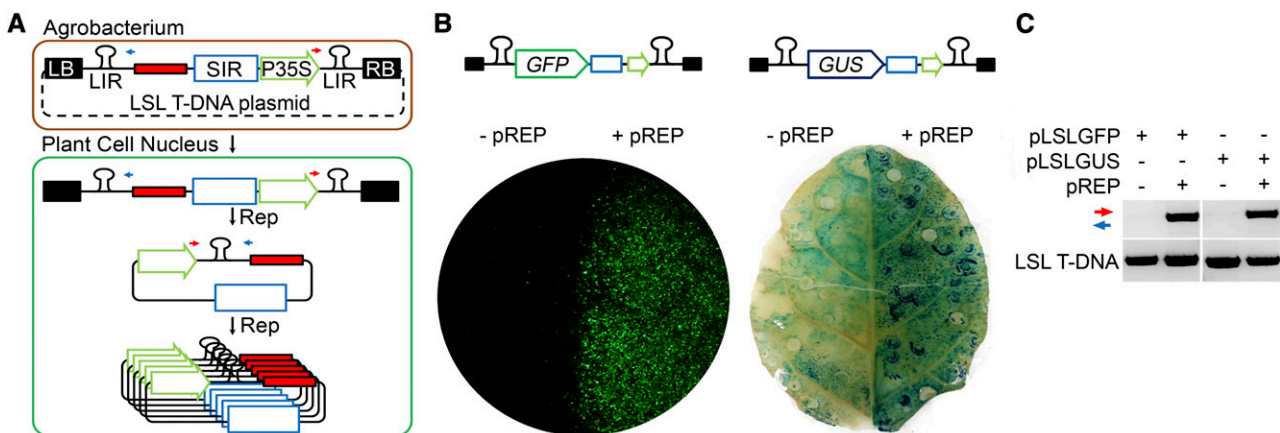 A
Agrobacterium
LB
LIR
SIR
P35S
LIR
RB
LSL T-DNA plasmid
Plant Cell Nucleus
Rep
Rep
B
GFP
GUS
- pREP
+ pREP
- pREP
+ pREP
C
pLSLGFP + + - -
pLSLGUS - - + +
pREP - + - +
LSL T-DNA